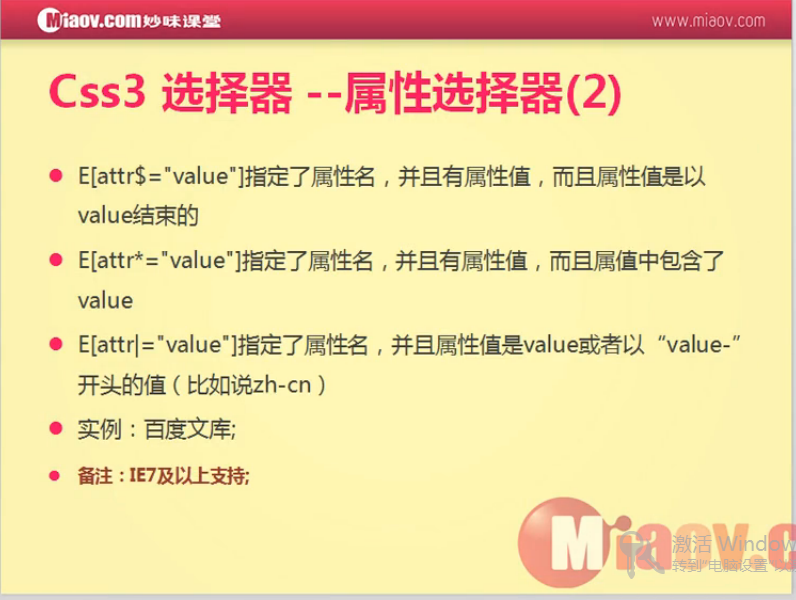 Miaov.com妙味课堂
www.miaov.com
Css3 选择器 --属性选择器(2)
E[attr$="value"]指定了属性名，并且有属性值，而且属性值是以
value结束的
E[attr*="value"]指定了属性名，并且有属性值，而且属值中包含了
value
E[attr|="value"]指定了属性名，并且属性值是value或者以“value-”
开头的值（比如说zh-cn）
实例：百度文库;
备注：IE7及以上支持;
Miaov.c
激活 Window
转到"电脑设置"以